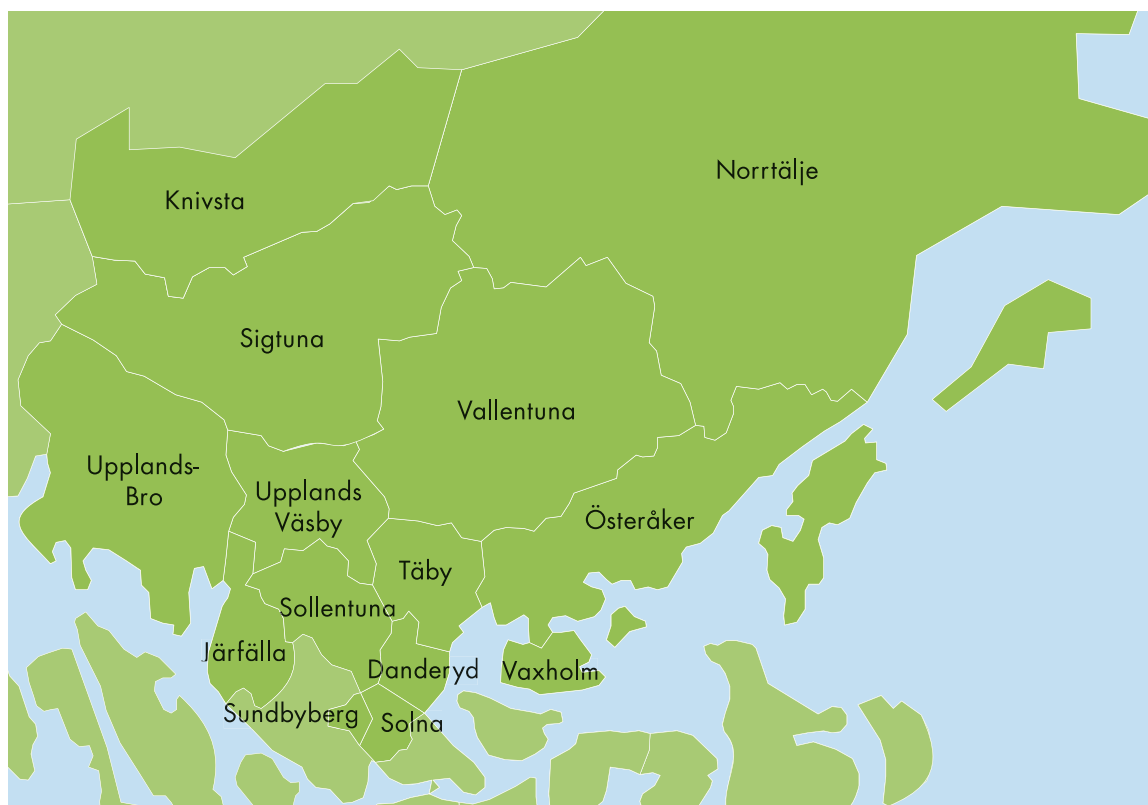 Norrtälje
Knivsta
Sigtuna
Vallentuna
Upplands-
Bro
Upplands
Väsby
Österåker
Täby
Sollentuna
Järfälla
Danderyd
Vaxholm
Sundbyberg
Solna